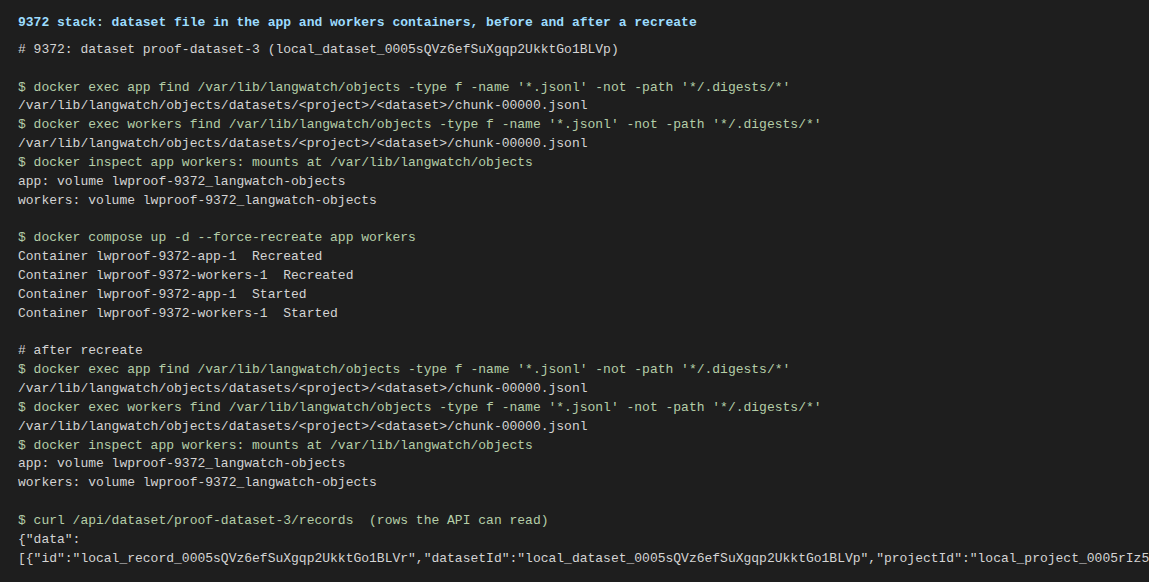 9372 stack: dataset file in the app and workers containers, before and after a recreate
# 9372: dataset proof-dataset-3 (local_dataset_0005sQVz6efSuXgqp2UkktGo1BLVp)
$ docker exec app find /var/lib/langwatch/objects -type f -name '*.jsonl' -not -path '*/.digests/*'
/var/lib/langwatch/objects/datasets/<project>/<dataset>/chunk-00000.jsonl
$ docker exec workers find /var/lib/langwatch/objects -type f -name '*.jsonl' -not -path '*/.digests/*'
/var/lib/langwatch/objects/datasets/<project>/<dataset>/chunk-00000.jsonl
$ docker inspect app workers: mounts at /var/lib/langwatch/objects
app: volume lwproof-9372_langwatch-objects
workers: volume lwproof-9372_langwatch-objects
$ docker compose up -d --force-recreate app workers
Container lwproof-9372-app-1  Recreated
Container lwproof-9372-workers-1  Recreated
Container lwproof-9372-app-1  Started
Container lwproof-9372-workers-1  Started
# after recreate
$ docker exec app find /var/lib/langwatch/objects -type f -name '*.jsonl' -not -path '*/.digests/*'
/var/lib/langwatch/objects/datasets/<project>/<dataset>/chunk-00000.jsonl
$ docker exec workers find /var/lib/langwatch/objects -type f -name '*.jsonl' -not -path '*/.digests/*'
/var/lib/langwatch/objects/datasets/<project>/<dataset>/chunk-00000.jsonl
$ docker inspect app workers: mounts at /var/lib/langwatch/objects
app: volume lwproof-9372_langwatch-objects
workers: volume lwproof-9372_langwatch-objects
$ curl /api/dataset/proof-dataset-3/records  (rows the API can read)
{"data":
[{"id":"local_record_0005sQVz6efSuXgqp2UkktGo1BLVr","datasetId":"local_dataset_0005sQVz6efSuXgqp2UkktGo1BLVp","projectId":"local_project_0005rIz5